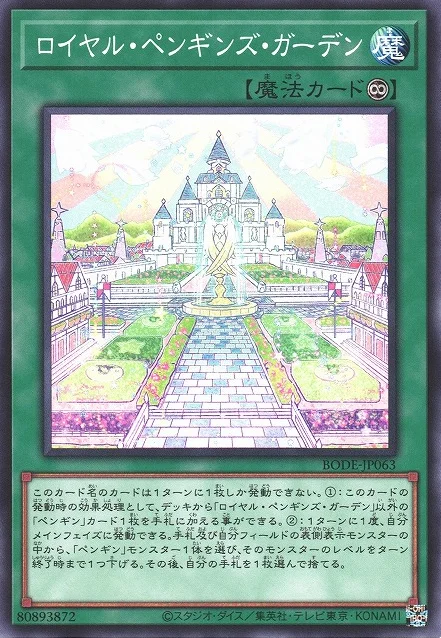 ロイヤル・ペンギンズ・ガーデン 魔
【魔法カード】
BODE-JP063
このカード名のカードは1ターンに1枚しか発動できない。①:このカードの
発動時の効果処理として、デッキから「ロイヤル・ペンギンズ・ガーデン」以外の
「ペンギン」カード1枚を手札に加える事ができる。②:1ターンに1度、自分
メインフェイズに発動できる。手札及び自分フィールドの表側表示モンスター
の中から、「ペンギン」モンスター1体を選び、そのモンスターのレベルをターン
終了時まで1つ下げる。その後、自分の手札を1枚選んで捨てる。
80893872 ©スタジオ・ダイス/集英社・テレビ東京・KONAMI